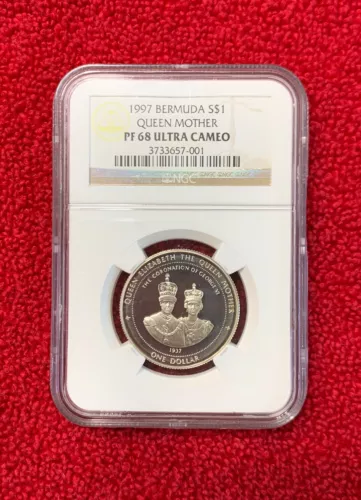 1997 BERMUDA S$1
QUEEN MOTHER
PF 68 ULTRA CAMEO
3733657-001
NGC
QUEEN ELIZABETH THE QUEEN MOTHER
THE CORONATION OF GEORGE VI
1937
ONE DOLLAR